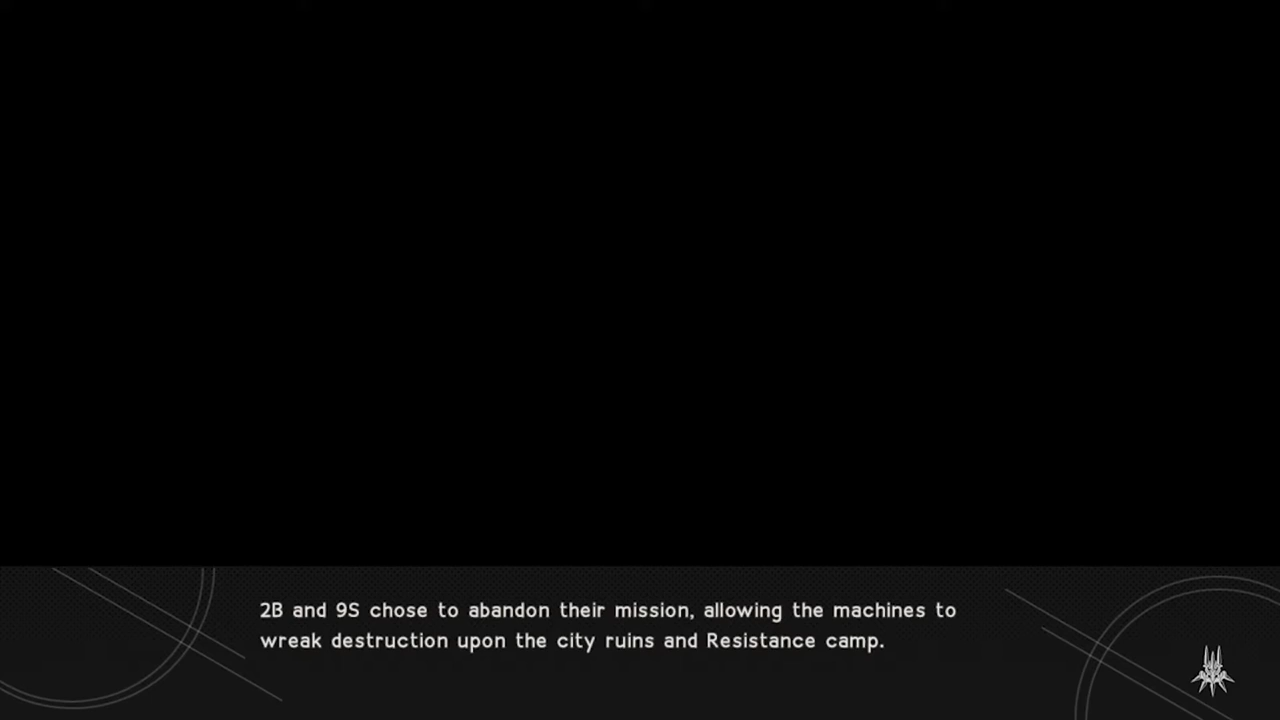 2B and 9S chose to abandon their mission, allowing the machines to
wreak destruction upon the city ruins and Resistance camp.